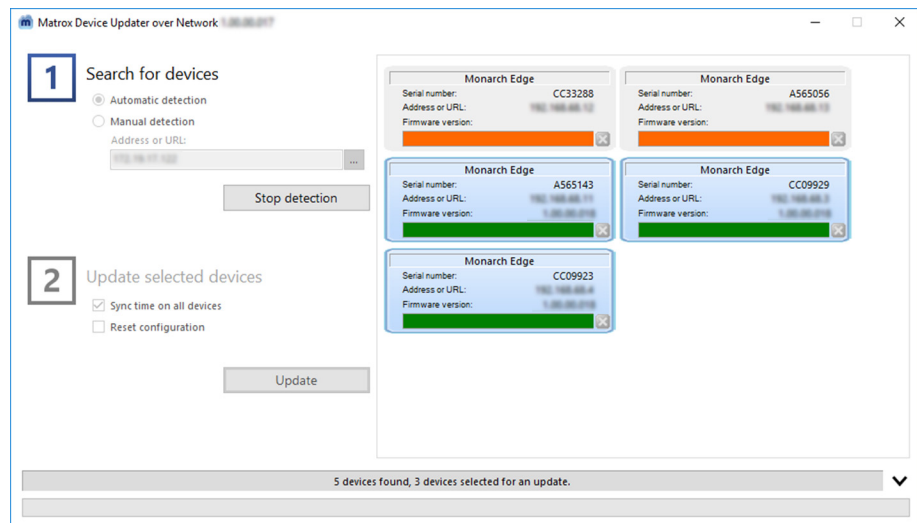 Matrox Device Updater over Network
1
Search for devices
Automatic detection
Manual detection
Address or URL:
...
Stop detection
2
Update selected devices
Sync time on all devices
Reset configuration
Update
Monarch Edge
Serial number: CC33288
Address or URL:
Firmware version:
Monarch Edge
Serial number: A565056
Address or URL:
Firmware version:
Monarch Edge
Serial number: A565143
Address or URL:
Firmware version:
Monarch Edge
Serial number: CC09929
Address or URL:
Firmware version:
Monarch Edge
Serial number: CC09923
Address or URL:
Firmware version:
5 devices found, 3 devices selected for an update.